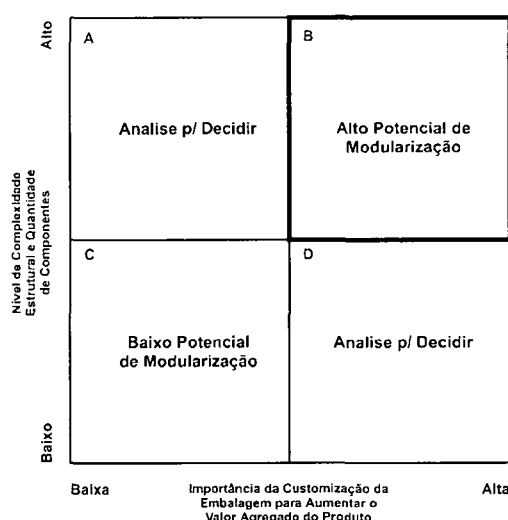 Alto
A
B
Analise p/ Decidir
Alto Potencial de
Modularização
Nivel de Complexidade
Estrutural e Quantidade
de Componentes
C
D
Baixo Potencial
de Modularização
Analise p/ Decidir
Baixo
Baixa
Importância da Customização da
Embalagem para Aumentar o
Valor Agregado do Produto
Alta